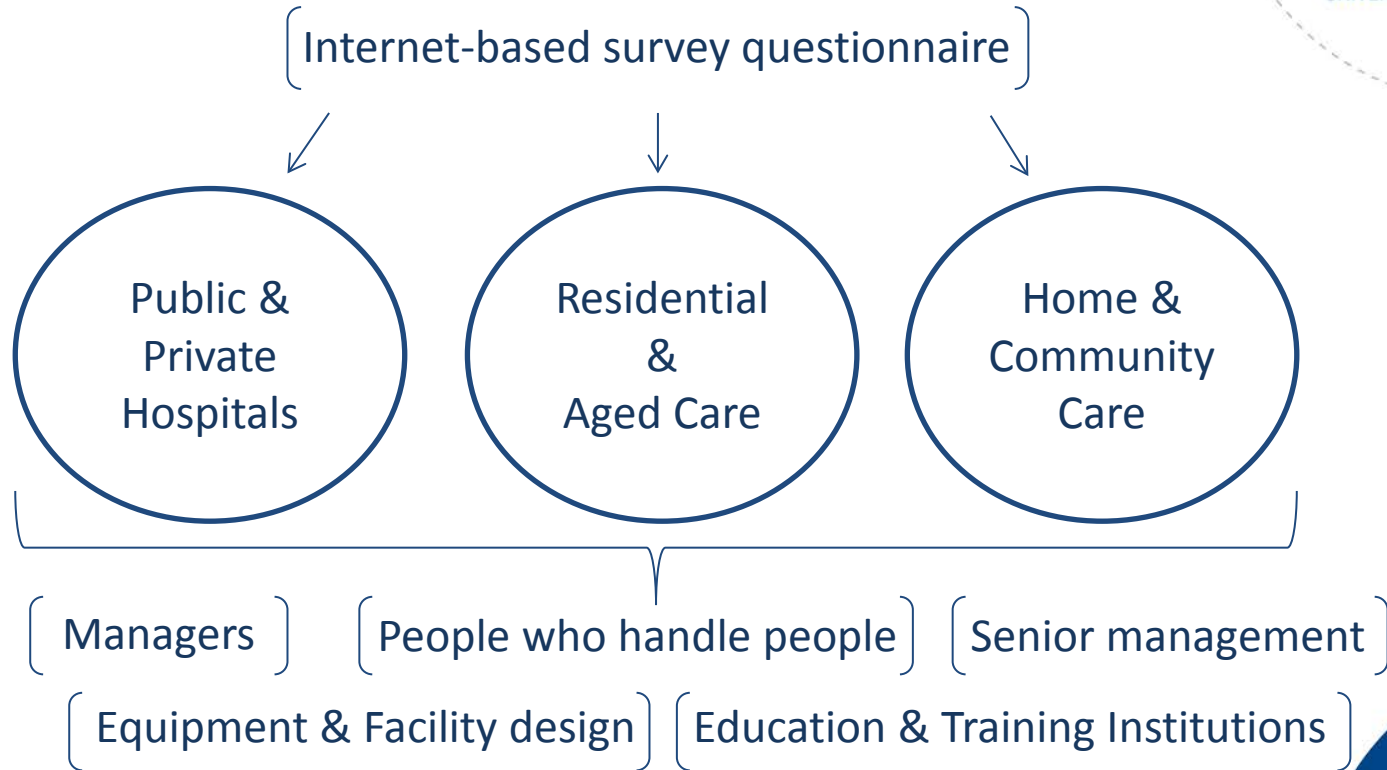 Internet-based survey questionnaire
Public &
Private
Hospitals
Residential
&
Aged Care
Home &
Community
Care
Managers
People who handle people
Senior management
Equipment & Facility design
Education & Training Institutions